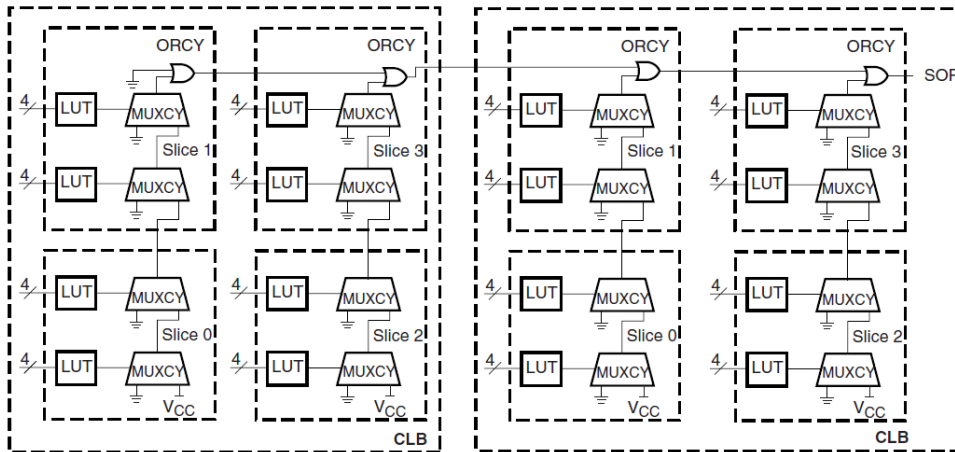 ORCY ORCY ORCY ORCY
SOP
4 LUT MUXCY 4 LUT MUXCY 4 LUT MUXCY 4 LUT MUXCY
Slice 1 Slice 3 Slice 1 Slice 3
4 LUT MUXCY 4 LUT MUXCY 4 LUT MUXCY 4 LUT MUXCY
4 LUT MUXCY 4 LUT MUXCY 4 LUT MUXCY 4 LUT MUXCY
Slice 0 Slice 2 Slice 0 Slice 2
4 LUT MUXCY 4 LUT MUXCY 4 LUT MUXCY 4 LUT MUXCY
VCC VCC VCC VCC
CLB CLB